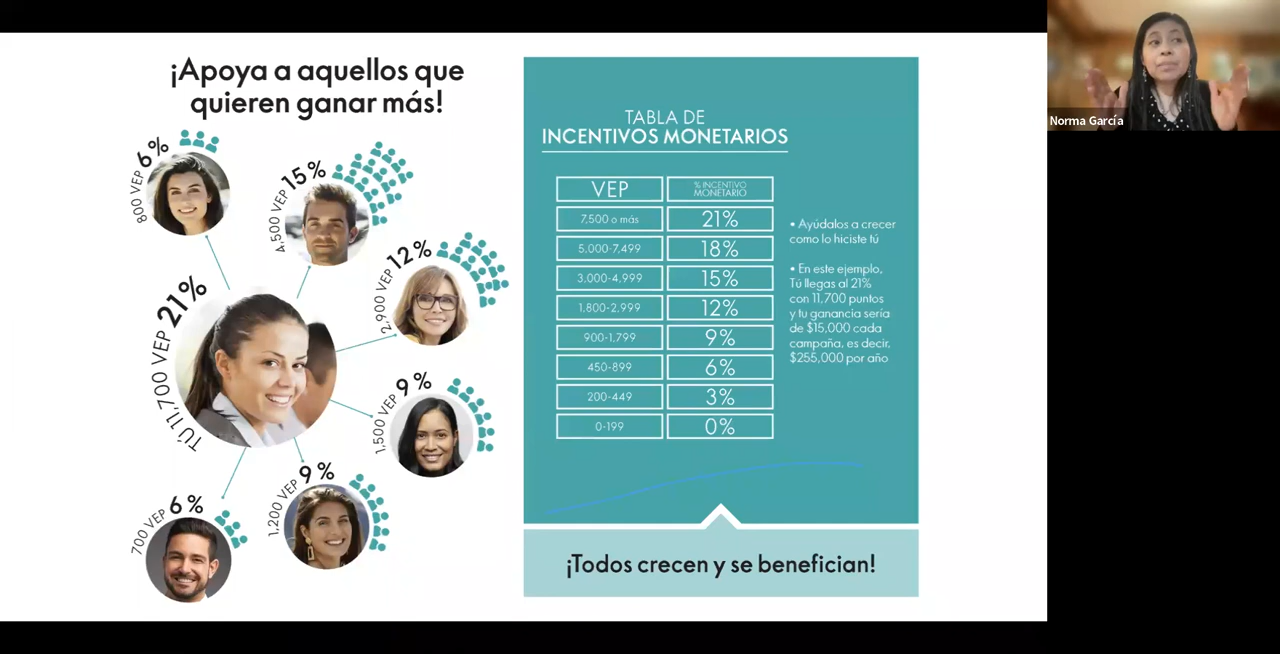 ¡Apoya a aquellos que
quieren ganar más!
800 VEP 6%
4,500 VEP 15%
2,900 VEP 12%
TÚ 11,700 VEP 21%
1,500 VEP 9%
1,200 VEP 9%
700 VEP 6%
TABLA DE
INCENTIVOS MONETARIOS
VEP % INCENTIVO MONETARIO
7,500 o más 21%
5,000-7,499 18%
3,000-4,999 15%
1,800-2,999 12%
900-1,799 9%
450-899 6%
200-449 3%
0-199 0%
• Ayúdalos a crecer
como lo hiciste tú
• En este ejemplo,
Tú llegas al 21%
con 11,700 puntos
y tu ganancia sería
de $15,000 cada
campaña, es decir,
$255,000 por año
¡Todos crecen y se benefician!
Norma García